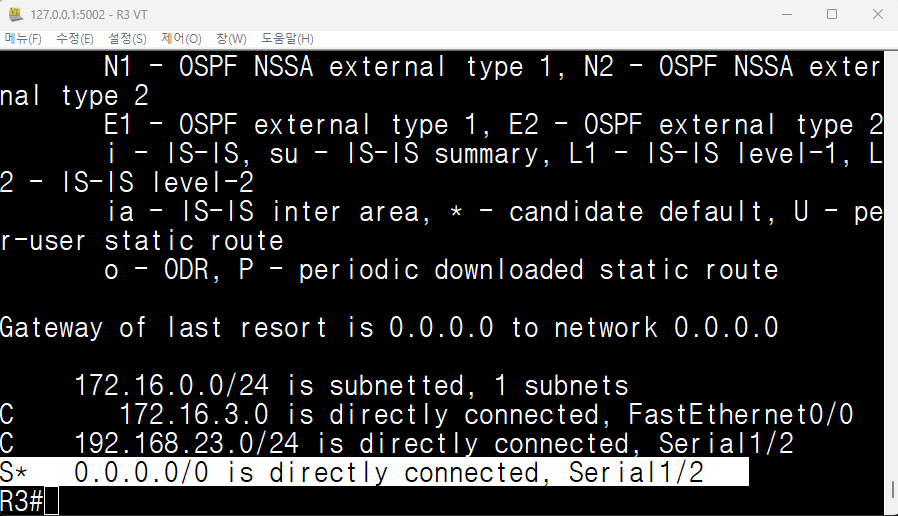 127.0.0.1:5002 - R3 VT
메뉴(F) 수정(E) 설정(S) 제어(O) 창(W) 도움말(H)
N1 - OSPF NSSA external type 1, N2 - OSPF NSSA exter
nal type 2
E1 - OSPF external type 1, E2 - OSPF external type 2
i - IS-IS, su - IS-IS summary, L1 - IS-IS level-1, L
2 - IS-IS level-2
ia - IS-IS inter area, * - candidate default, U - pe
r-user static route
o - ODR, P - periodic downloaded static route
Gateway of last resort is 0.0.0.0 to network 0.0.0.0
172.16.0.0/24 is subnetted, 1 subnets
C 172.16.3.0 is directly connected, FastEthernet0/0
C 192.168.23.0/24 is directly connected, Serial1/2
S* 0.0.0.0/0 is directly connected, Serial1/2
R3#